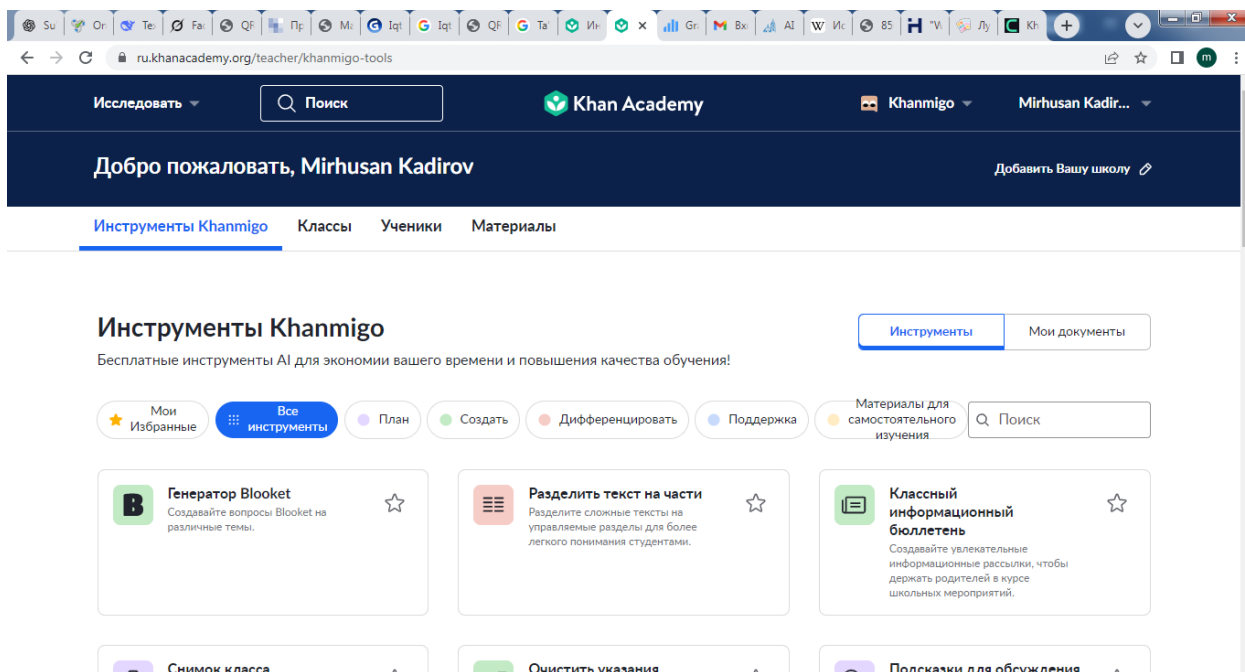 Su
On
Te
Fac
QF
Пр
Ma
Iqt
Iqt
QF
Ta'
Ин
Gr
Bx
AI
W Ис
85
H "W
Лу
Kh
ru.khanacademy.org/teacher/khanmigo-tools
m
Исследовать
Поиск
Khan Academy
Khanmigo
Mirhusan Kadir...
Добро пожаловать, Mirhusan Kadirov
Добавить Вашу школу
Инструменты Khanmigo Классы Ученики Материалы
Инструменты Khanmigo
Инструменты Мои документы
Бесплатные инструменты AI для экономии вашего времени и повышения качества обучения!
Мои
Избранные
Все
инструменты
План
Создать
Дифференцировать
Поддержка
Материалы для
самостоятельного
изучения
Поиск
B
Генератор Blooket
Создавайте вопросы Blooket на
различные темы.
Разделить текст на части
Разделите сложные тексты на
управляемые разделы для более
легкого понимания студентами.
Классный
информационный
бюллетень
Создавайте увлекательные
информационные рассылки, чтобы
держать родителей в курсе
школьных мероприятий.
Снимок класса
Очистить указания
Подсказки для обсуждения